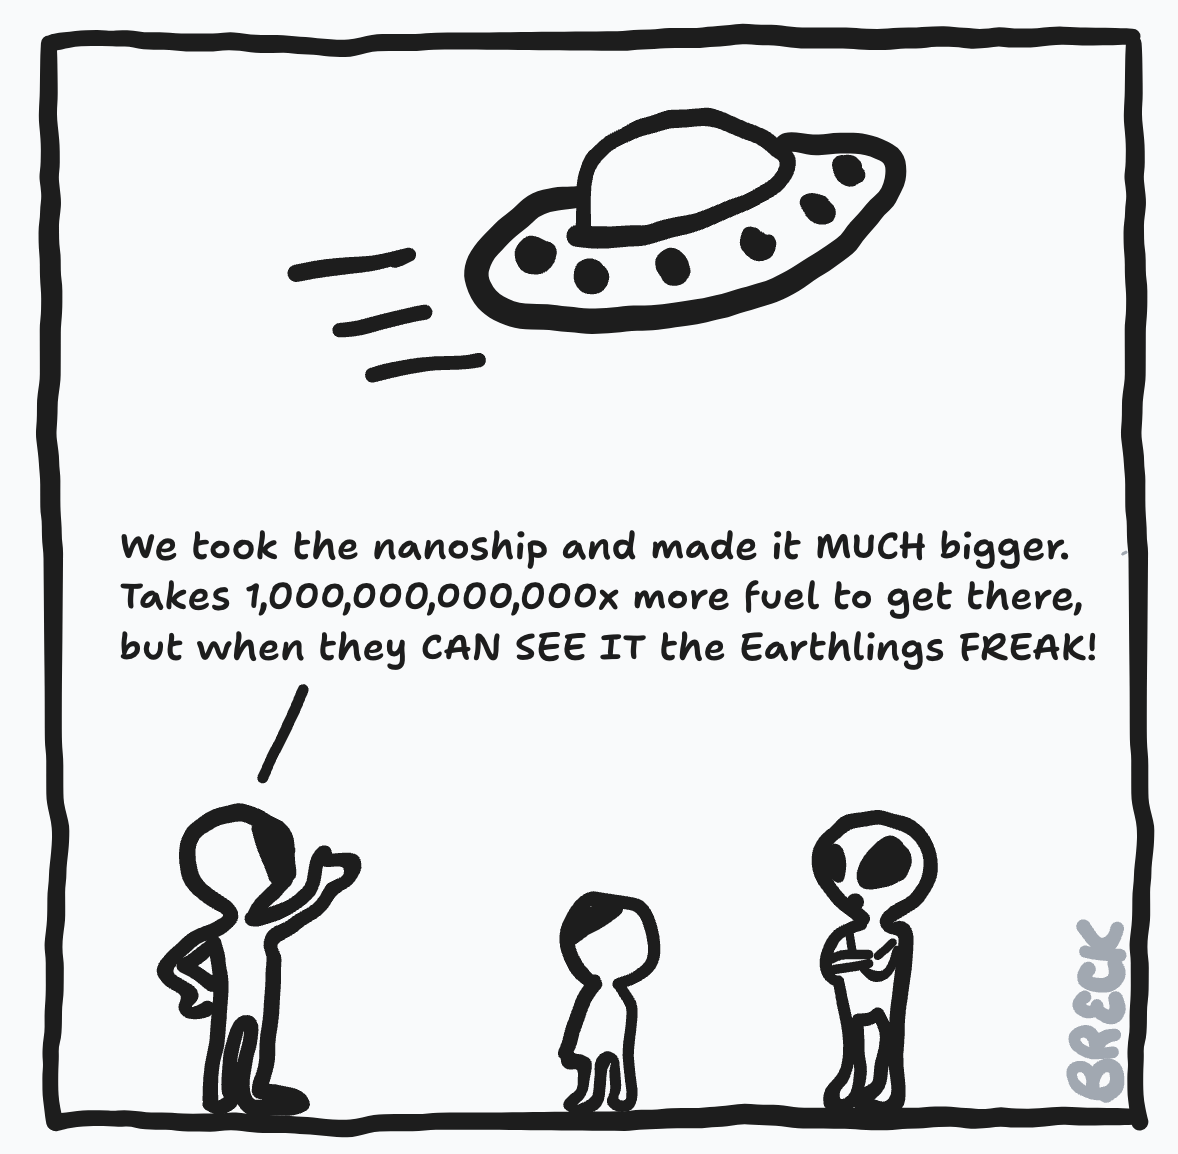 We took the nanoship and made it MUCH bigger.
Takes 1,000,000,000,000x more fuel to get there,
but when they CAN SEE IT the Earthlings FREAK!
BRECK